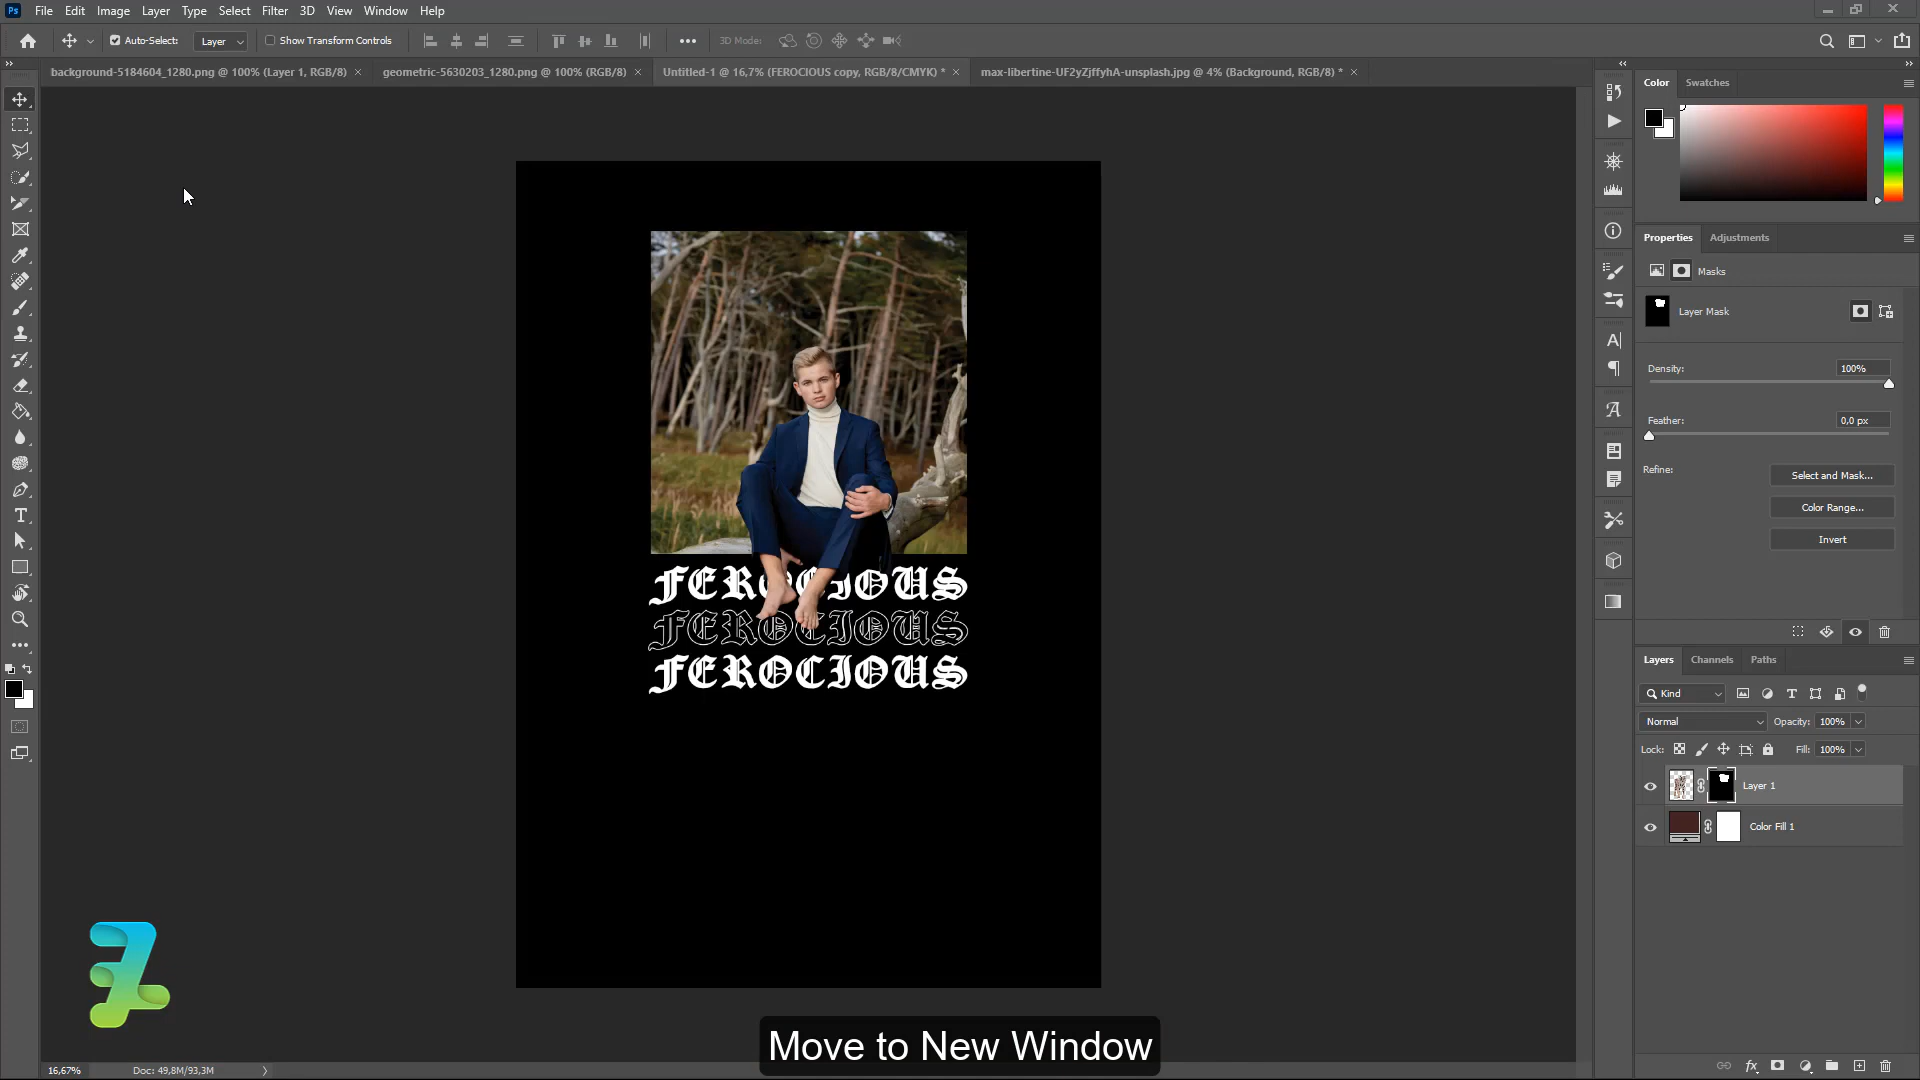 Ps File Edit Image Layer Type Select Filter 3D View Window Help
Auto-Select: Layer Show Transform Controls 3D Mode:
background-5184604_1280.png @ 100% (Layer 1, RGB/8) geometric-5630203_1280.png @ 100% (RGB/8) Untitled-1 @ 16,7% (FEROCIOUS copy, RGB/8/CMYK) * max-libertine-UF2yZjffyhA-unsplash.jpg @ 4% (Background, RGB/8) *
Color Swatches
Properties Adjustments
Masks
Layer Mask
Density: 100%
Feather: 0,0 px
Refine: Select and Mask...
Color Range...
Invert
FEROCIOUS
FEROCIOUS
FEROCIOUS
Layers Channels Paths
Kind
Normal Opacity: 100%
Lock: Fill: 100%
Layer 1
Color Fill 1
Move to New Window
16,67% Doc: 49,8M/93,3M